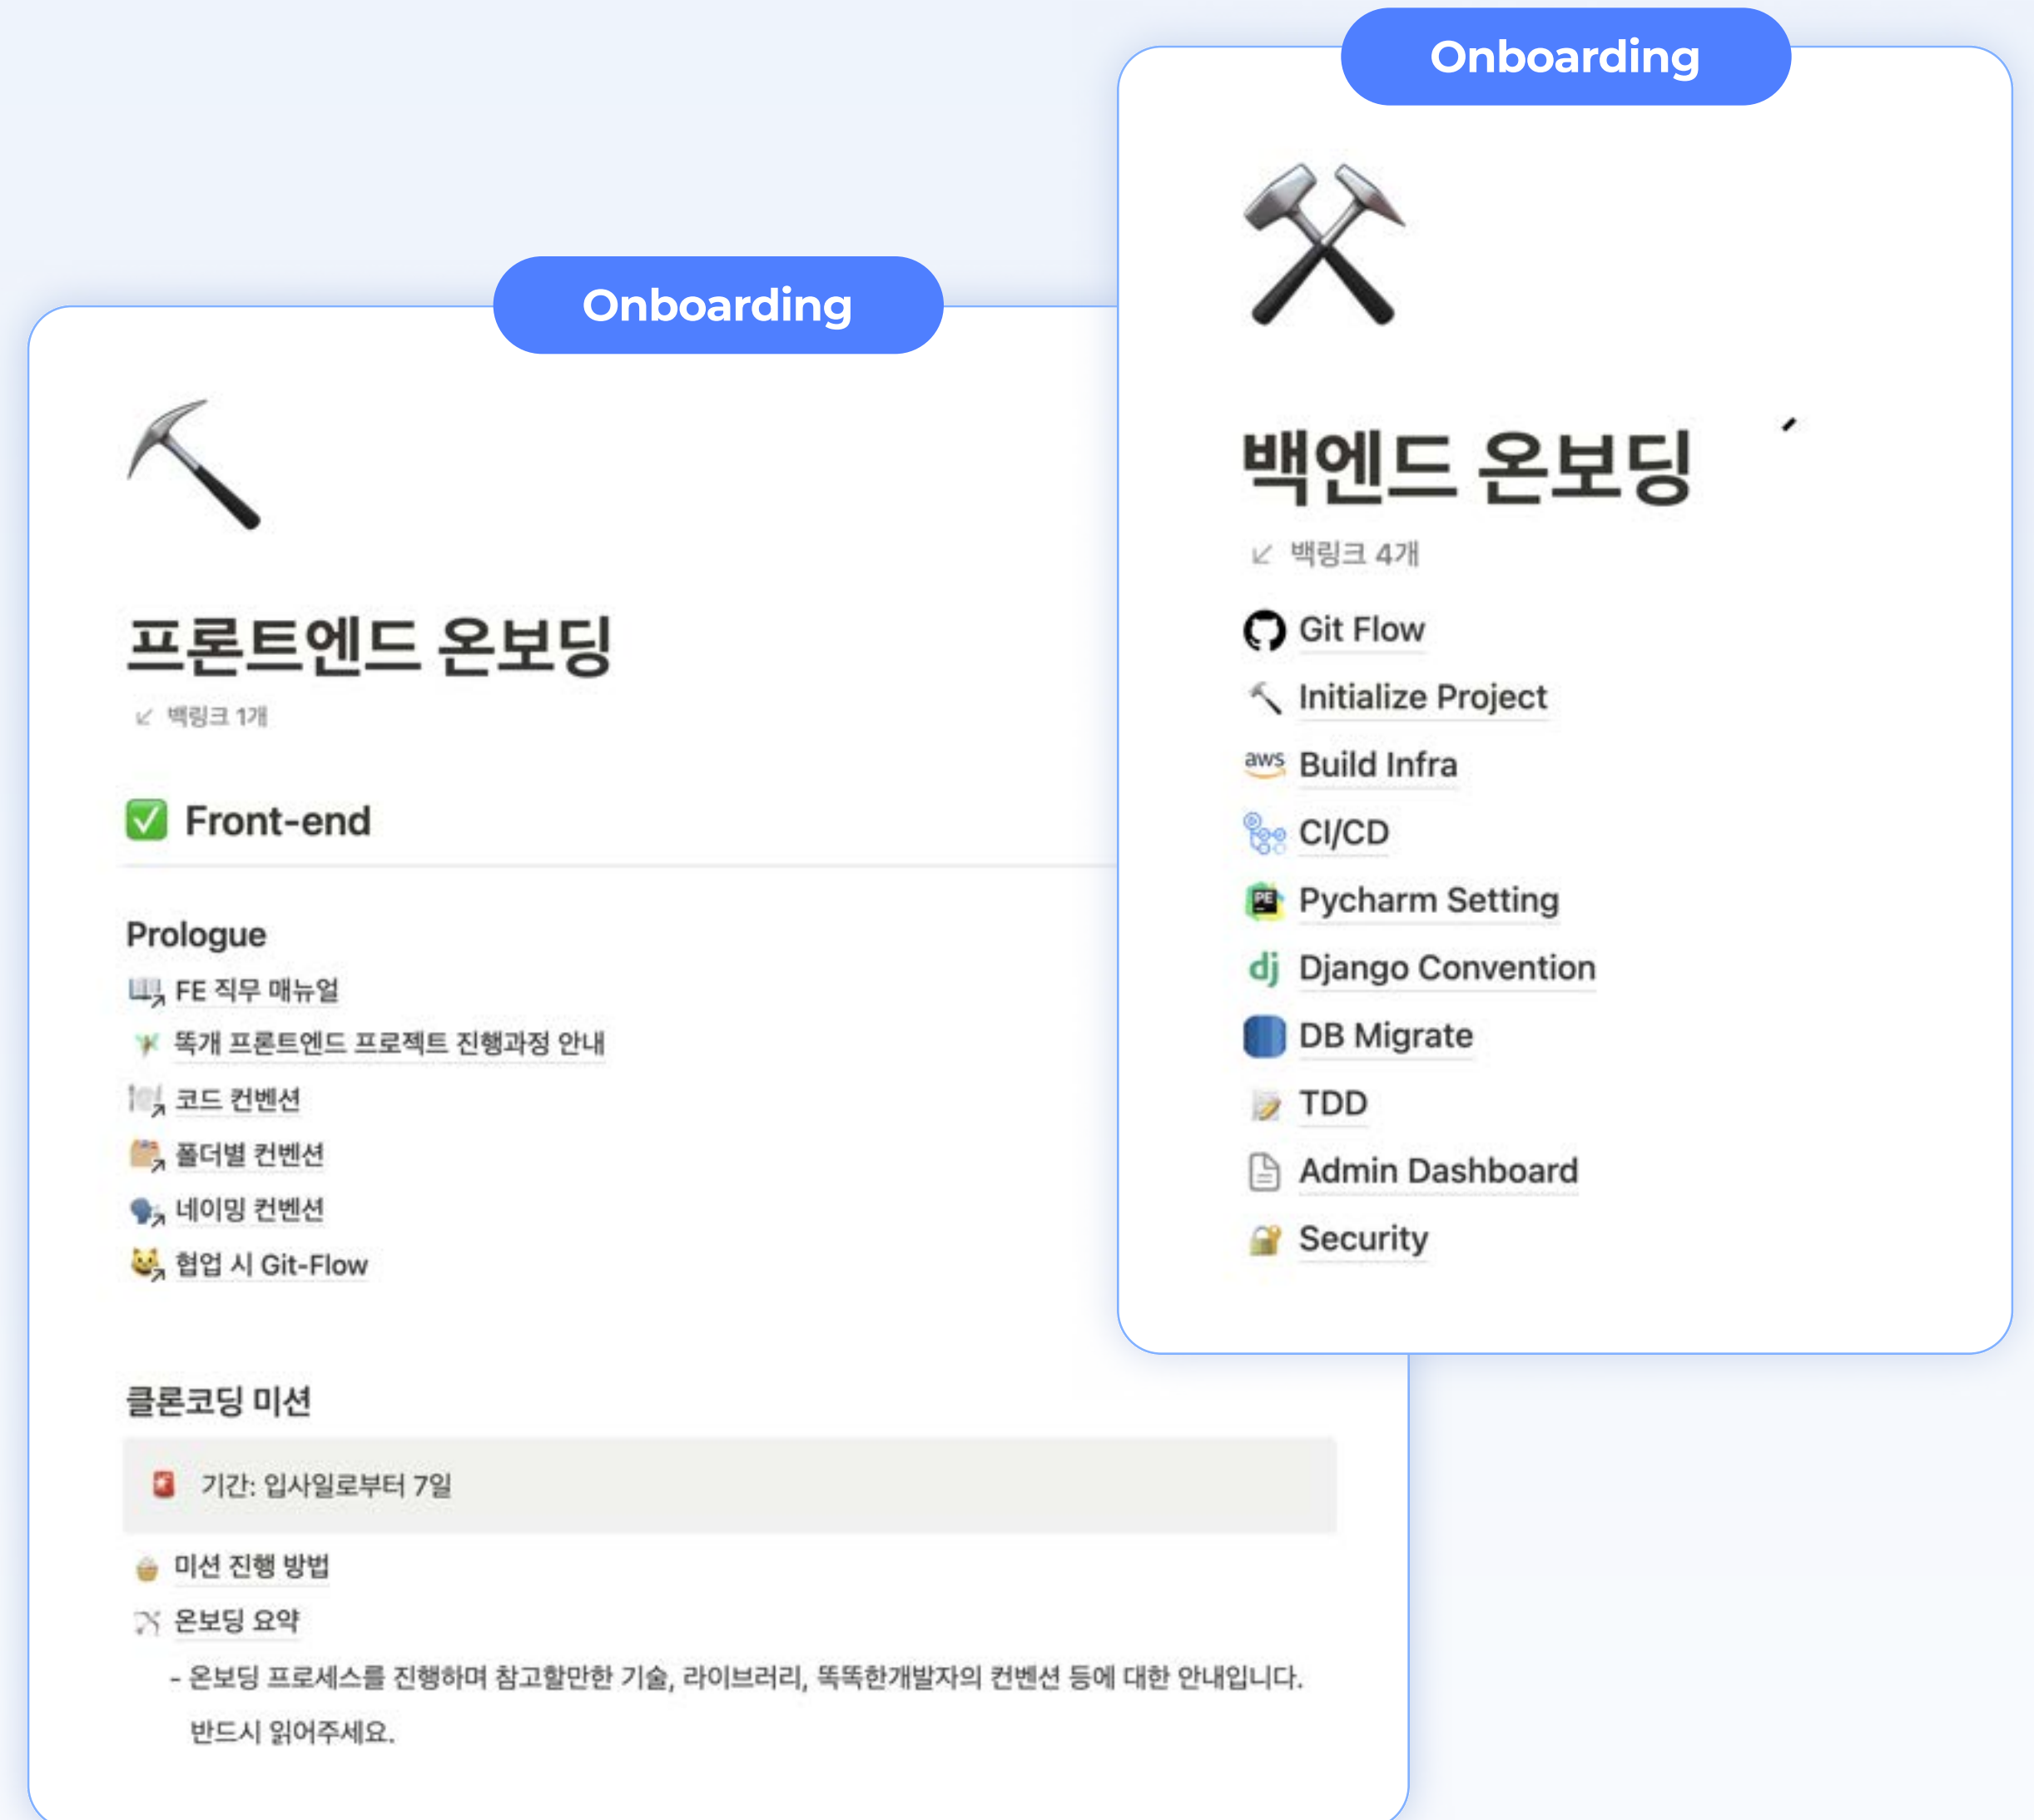 Onboarding
프론트엔드 온보딩
백링크 1개
Front-end
Prologue
FE 직무 매뉴얼
똑개 프론트엔드 프로젝트 진행과정 안내
코드 컨벤션
폴더별 컨벤션
네이밍 컨벤션
협업 시 Git-Flow
클론코딩 미션
기간: 입사일로부터 7일
미션 진행 방법
온보딩 요약
- 온보딩 프로세스를 진행하며 참고할만한 기술, 라이브러리, 똑똑한개발자의 컨벤션 등에 대한 안내입니다.
반드시 읽어주세요.
Onboarding
백엔드 온보딩
백링크 4개
Git Flow
Initialize Project
aws Build Infra
CI/CD
PE Pycharm Setting
dj Django Convention
DB Migrate
TDD
Admin Dashboard
Security